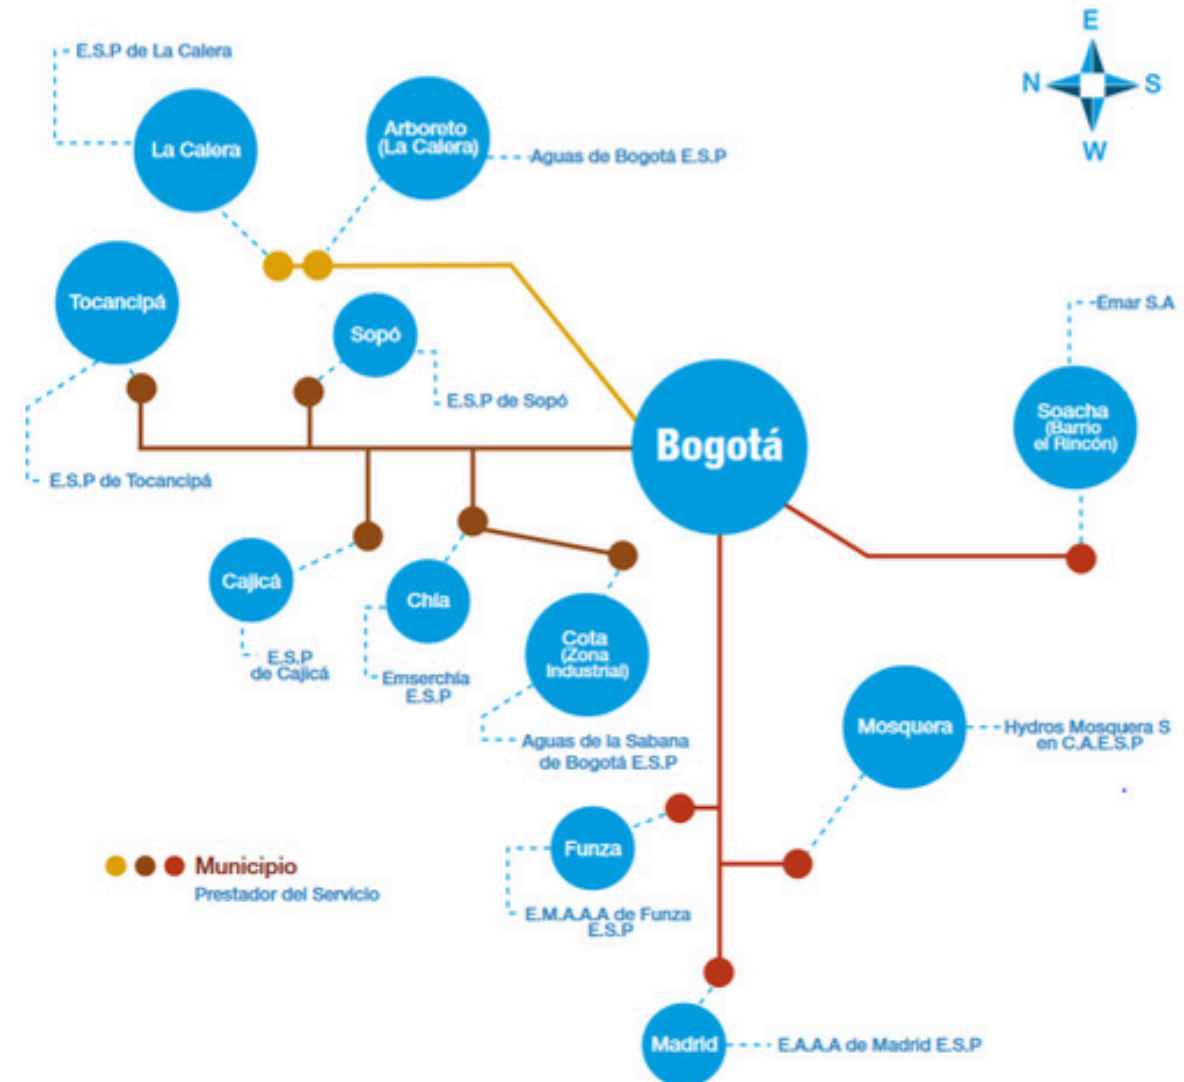 E
N
S
W
E.S.P de La Calera
La Calera
Arboreto
(La Calera)
Aguas de Bogotá E.S.P
Tocancipá
Sopó
E.S.P de Sopó
E.S.P de Tocancipá
Bogotá
Emar S.A
Soacha
(Barrio
el Rincón)
Cajicá
E.S.P
de Cajicá
Chía
Emserchía
E.S.P
Cota
(Zona
Industrial)
Aguas de la Sabana
de Bogotá E.S.P
Mosquera
Hydros Mosquera S
en C.A.E.S.P
Funza
E.M.A.A.A de Funza
E.S.P
Municipio
Prestador del Servicio
Madrid
E.A.A.A de Madrid E.S.P